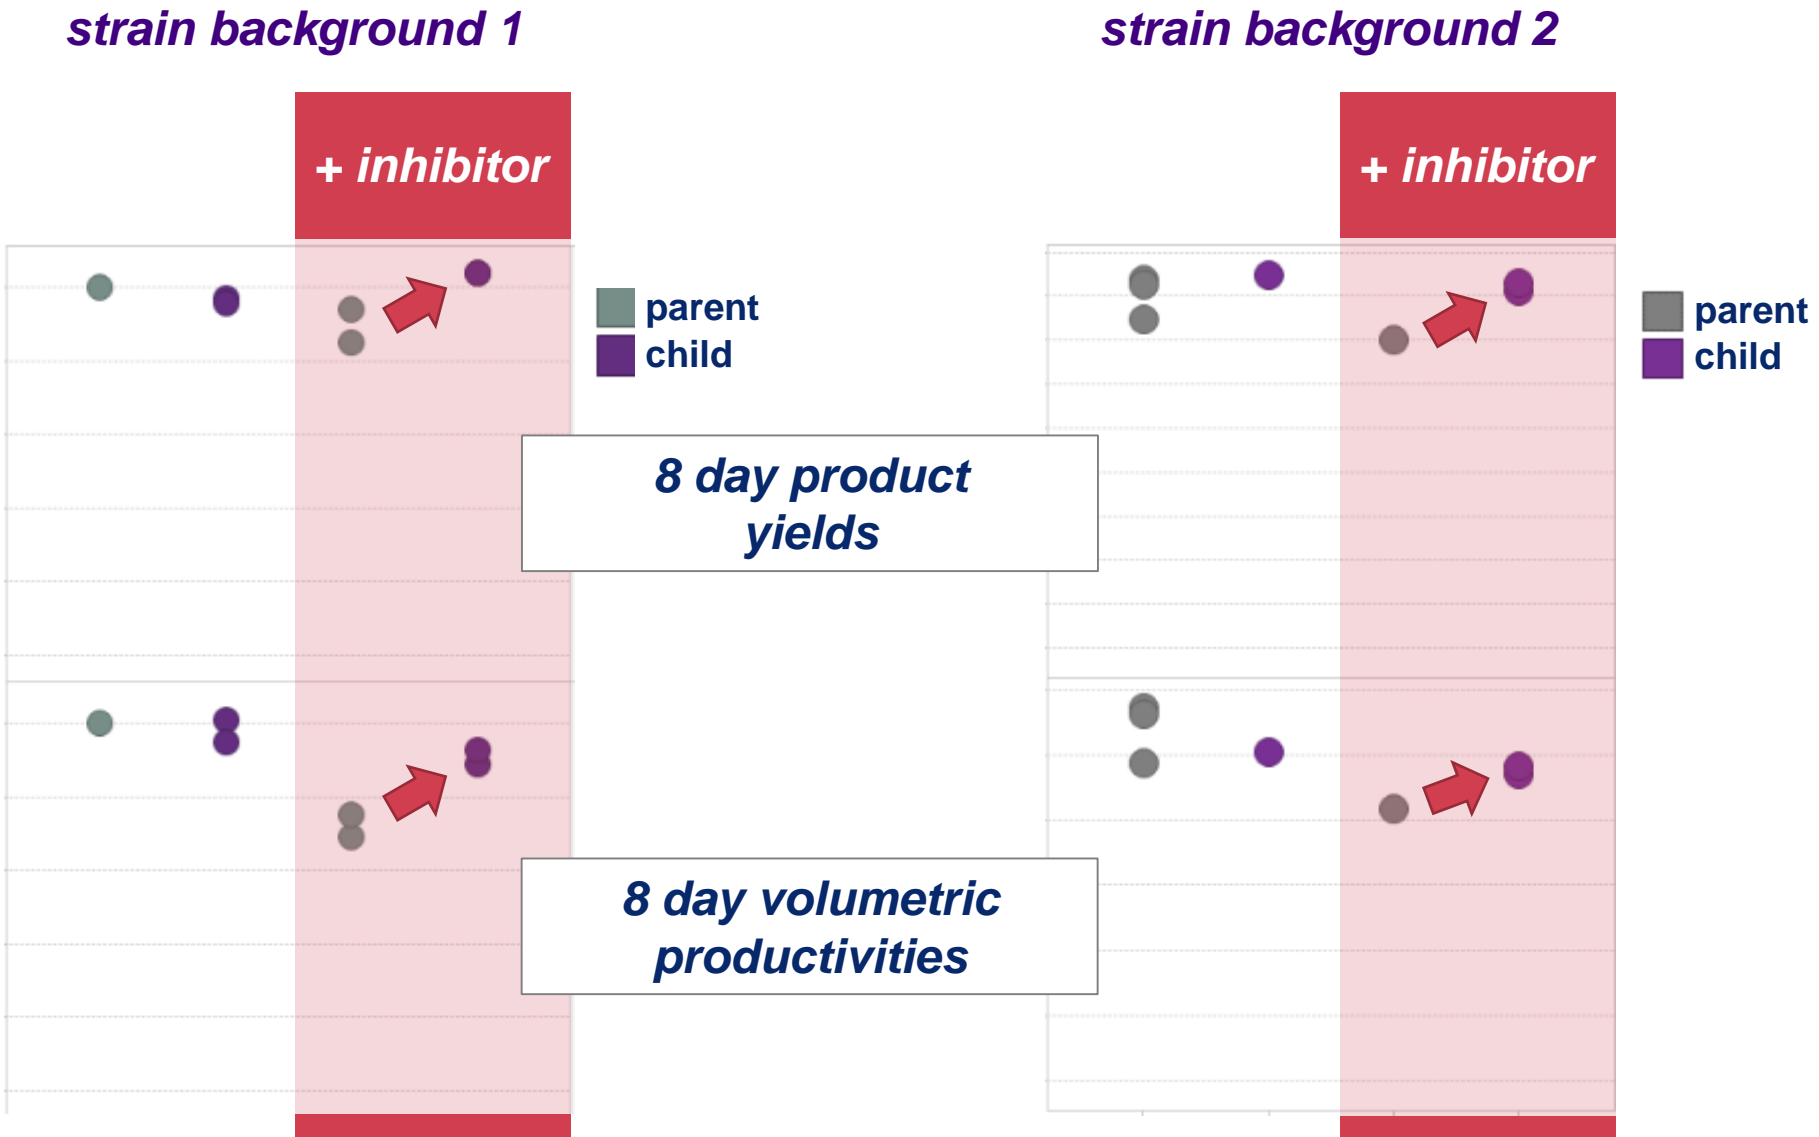 strain background 1
strain background 2
+ inhibitor
+ inhibitor
parent
child
parent
child
8 day product
yields
8 day volumetric
productivities